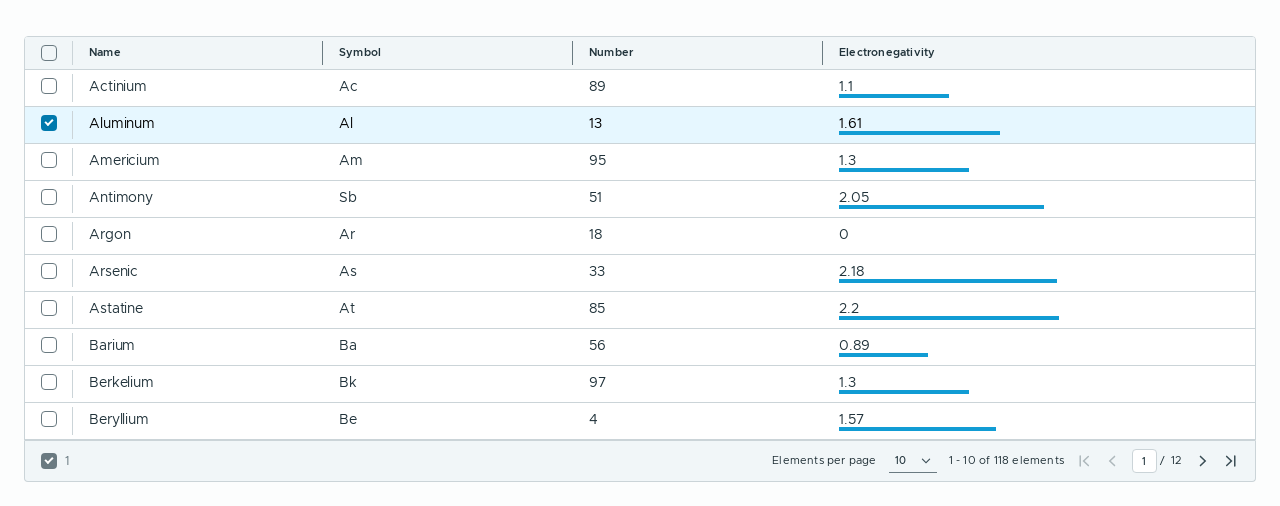 Name Symbol Number Electronegativity
Actinium Ac 89 1.1
Aluminum Al 13 1.61
Americium Am 95 1.3
Antimony Sb 51 2.05
Argon Ar 18 0
Arsenic As 33 2.18
Astatine At 85 2.2
Barium Ba 56 0.89
Berkelium Bk 97 1.3
Beryllium Be 4 1.57
1 Elements per page 10 1 - 10 of 118 elements 1 / 12